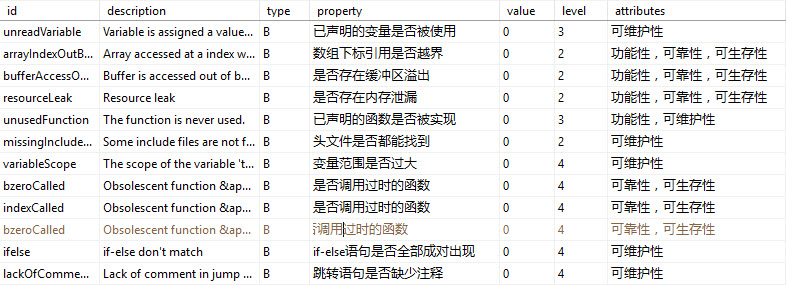 id description type property value level attributes
unreadVariable Variable is assigned a value... B 已声明的变量是否被使用 0 3 可维护性
arrayIndexOutB... Array accessed at a index w... B 数组下标引用是否越界 0 2 功能性，可靠性，可生存性
bufferAccessO... Buffer is accessed out of b... B 是否存在缓冲区溢出 0 2 功能性，可靠性，可生存性
resourceLeak Resource leak B 是否存在内存泄漏 0 2 功能性，可靠性，可生存性
unusedFunction The function is never used. B 已声明的函数是否被实现 0 3 功能性，可维护性
missingInclude... Some include files are not f... B 头文件是否都能找到 0 2 可维护性
variableScope The scope of the variable 't... B 变量范围是否过大 0 4 可维护性
bzeroCalled Obsolescent function &ap... B 是否调用过时的函数 0 4 可靠性，可生存性
indexCalled Obsolescent function &ap... B 是否调用过时的函数 0 4 可靠性，可生存性
bzeroCalled Obsolescent function &ap... B 否调用过时的函数 0 4 可靠性，可生存性
ifelse if-else don't match B if-else语句是否全部成对出现 0 4 可维护性
lackOfComme... Lack of comment in jump ... B 跳转语句是否缺少注释 0 4 可维护性